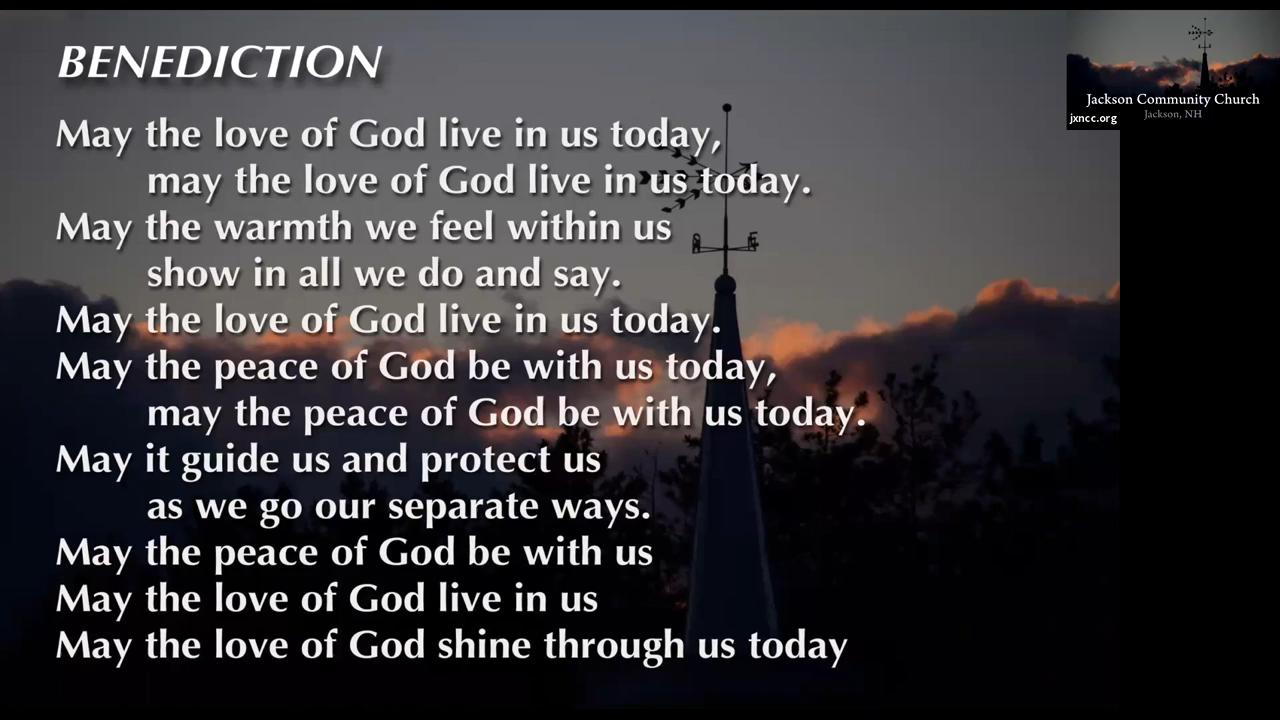 BENEDICTION
May the love of God live in us today,
may the love of God live in us today.
May the warmth we feel within us
show in all we do and say.
May the love of God live in us today.
May the peace of God be with us today,
may the peace of God be with us today.
May it guide us and protect us
as we go our separate ways.
May the peace of God be with us
May the love of God live in us
May the love of God shine through us today
Jackson Community Church
Jackson, NH
jxncc.org